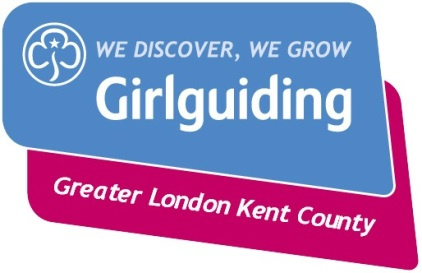 WE DISCOVER, WE GROW
Girlguiding
Greater London Kent County